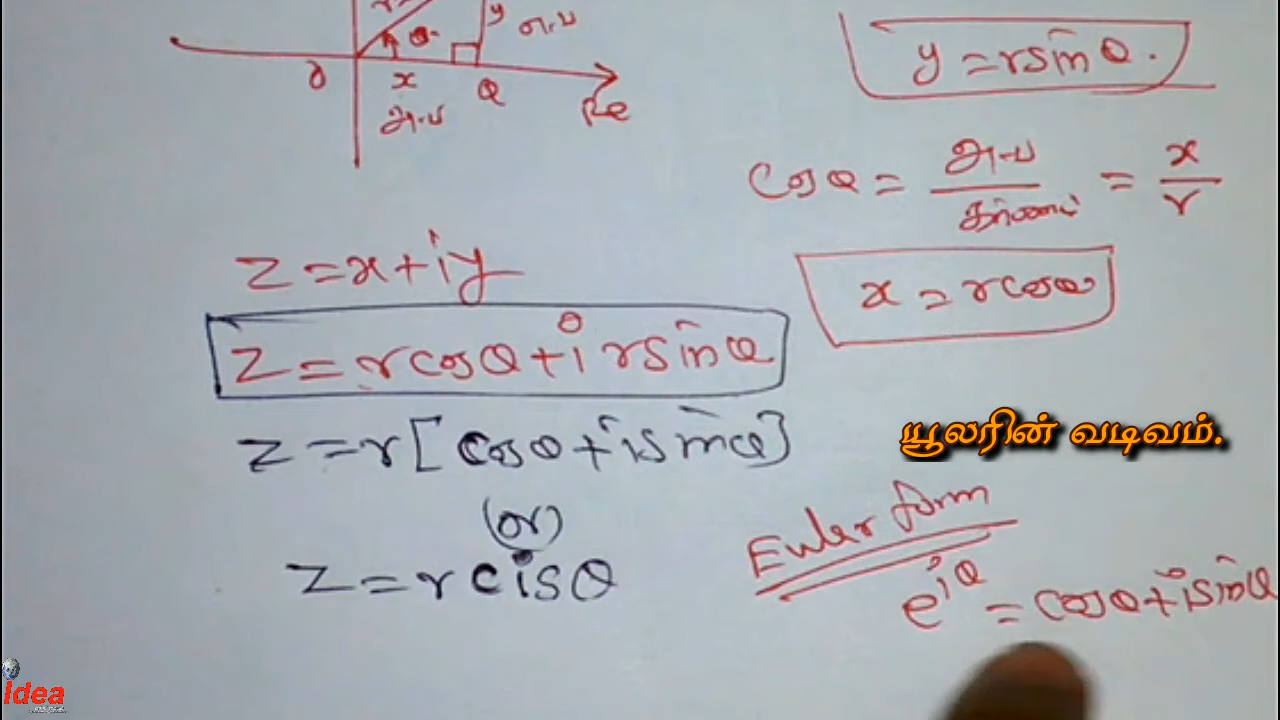 r
y எ.ப
θ
O x Q
அ.ப Re
y = r sin θ.
cos θ = அ.ப / கர்ணம் = x / r
x = r cos θ
z = x + iy
z = r cos θ + i r sin θ
z = r [cos θ + i sin θ]
(or)
z = r cis θ
யூலரின் வடிவம்.
Euler form
e^iθ = cos θ + i sin θ
Idea